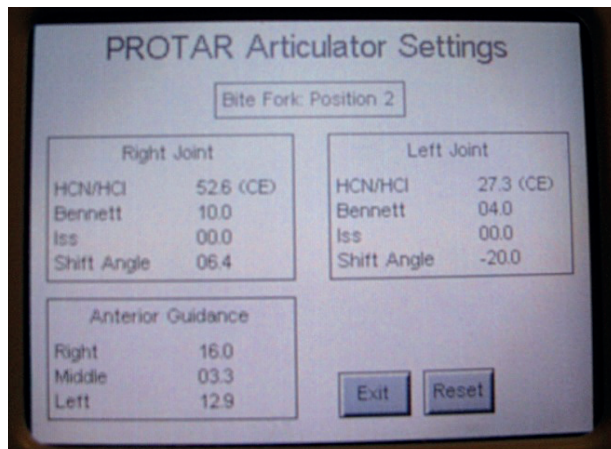 PROTAR Articulator Settings
Bite Fork: Position 2
Right Joint
HCN/HCI 52.6 (CE)
Bennett 10.0
Iss 00.0
Shift Angle 06.4
Left Joint
HCN/HCI 27.3 (CE)
Bennett 04.0
Iss 00.0
Shift Angle -20.0
Anterior Guidance
Right 16.0
Middle 03.3
Left 12.9
Exit
Reset